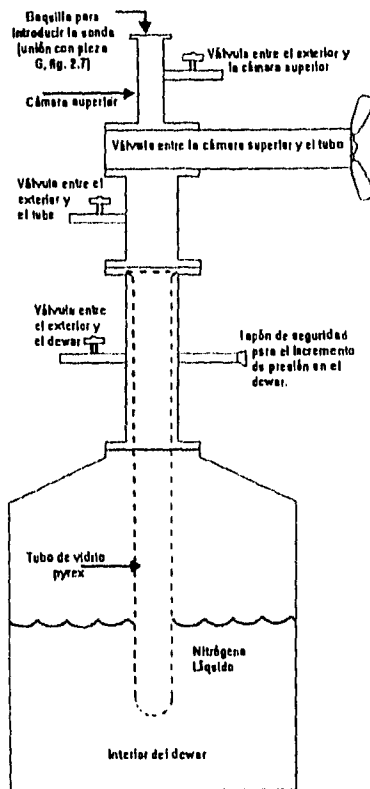 Boquilla para
introducir la sonda
(unión con pieza
G, fig. 2.7)
Válvula entre el exterior y
la cámara superior
Cámara superior
Válvula entre la cámara superior y el tubo
Válvula entre el
exterior y
el tubo
Válvula entre
el exterior y
el dewar
Tapón de seguridad
para el incremento
de presión en el
dewar.
Tubo de vidrio
pyrex
Nitrógeno
Líquido
Interior del dewar